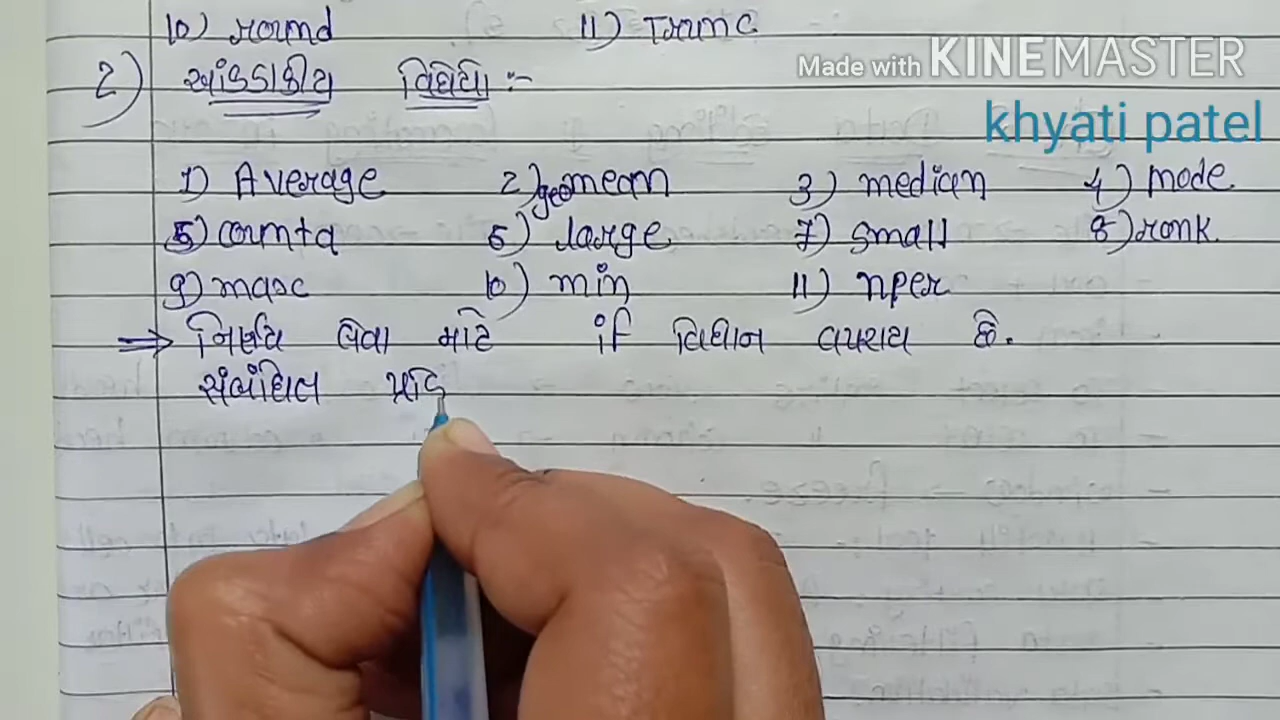 10) round 11) Trunc
Made with KINEMASTER
2) આંકડાકીય વિધેયો :-
khyati patel
1) Average 2) geomean 3) median 4) mode
5) counta 6) large 7) small 8) rank.
9) max 10) min 11) nper
⇒ નિર્ણય લેવા માટે if વિધાન વપરાય છે.
સંબંધિત